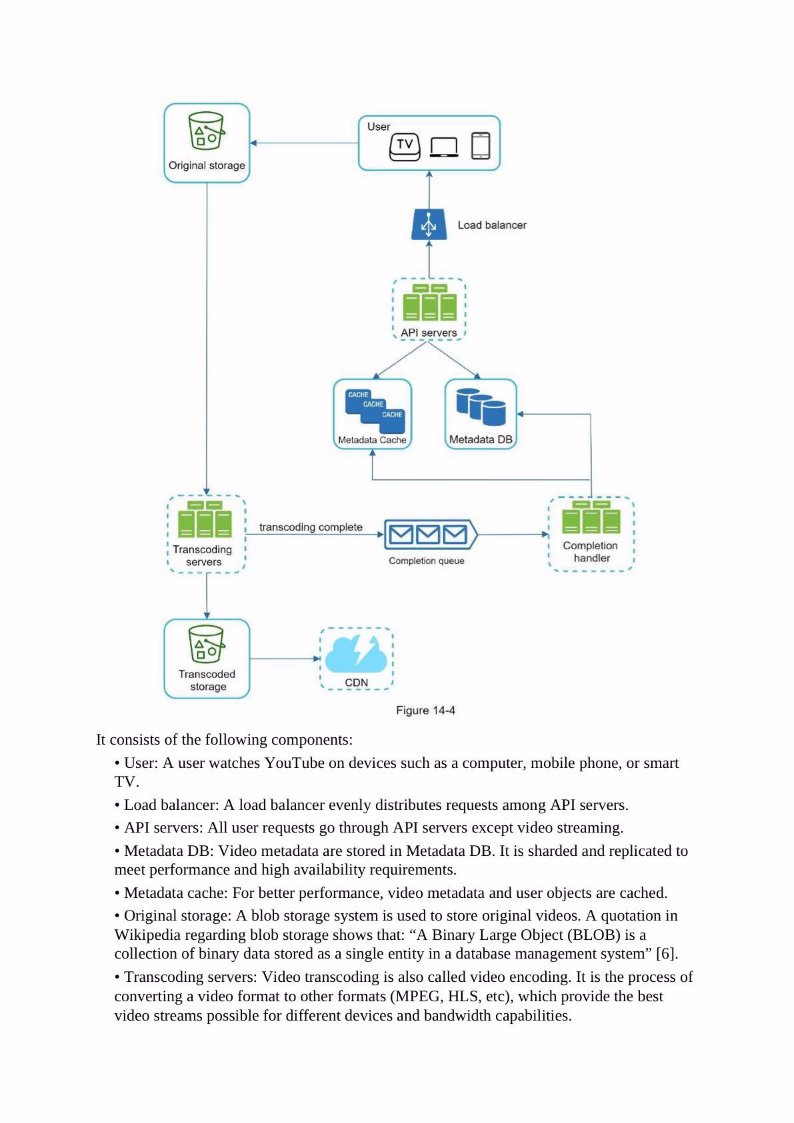 User
TV
Original storage
Load balancer
API servers
CACHE
CACHE
CACHE
Metadata Cache
Metadata DB
transcoding complete
Transcoding
servers
Completion queue
Completion
handler
Transcoded
storage
CDN
Figure 14-4
It consists of the following components:
• User: A user watches YouTube on devices such as a computer, mobile phone, or smart
TV.
• Load balancer: A load balancer evenly distributes requests among API servers.
• API servers: All user requests go through API servers except video streaming.
• Metadata DB: Video metadata are stored in Metadata DB. It is sharded and replicated to
meet performance and high availability requirements.
• Metadata cache: For better performance, video metadata and user objects are cached.
• Original storage: A blob storage system is used to store original videos. A quotation in
Wikipedia regarding blob storage shows that: “A Binary Large Object (BLOB) is a
collection of binary data stored as a single entity in a database management system” [6].
• Transcoding servers: Video transcoding is also called video encoding. It is the process of
converting a video format to other formats (MPEG, HLS, etc), which provide the best
video streams possible for different devices and bandwidth capabilities.